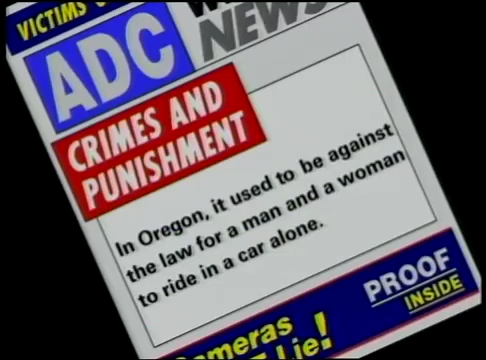 VICTIMS
ADC
NEWS
CRIMES AND
PUNISHMENT
In Oregon, it used to be against
the law for a man and a woman
to ride in a car alone.
PROOF
INSIDE
Lie!